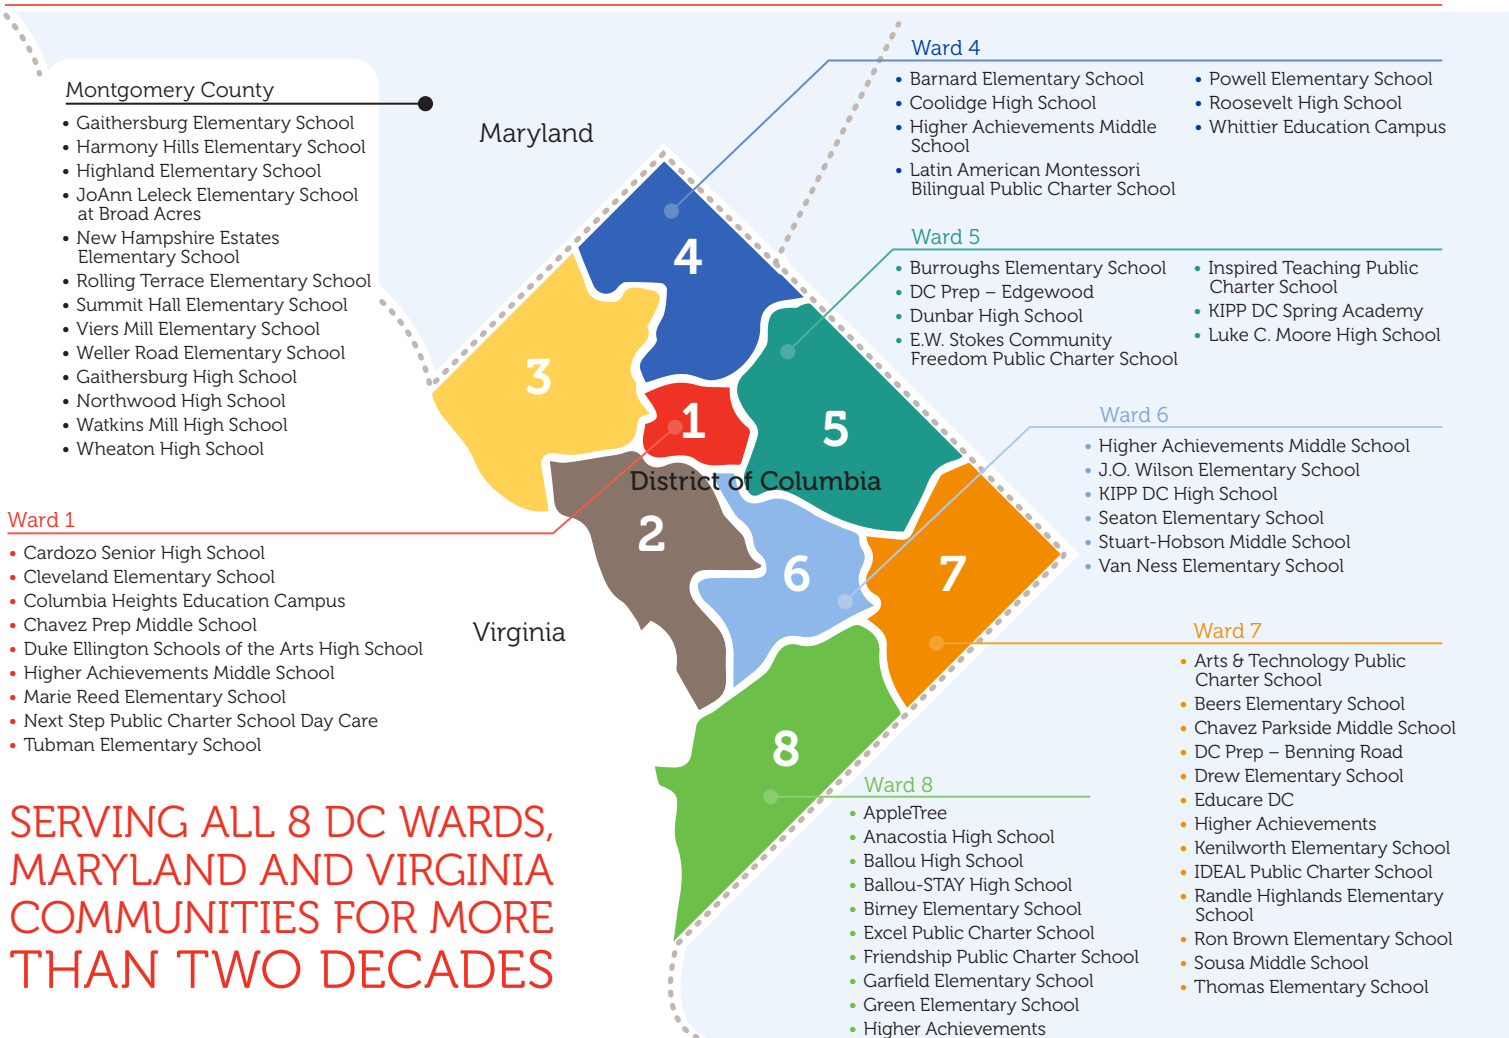 Montgomery County
• Gaithersburg Elementary School
• Harmony Hills Elementary School
• Highland Elementary School
• JoAnn Leleck Elementary School
at Broad Acres
• New Hampshire Estates
Elementary School
• Rolling Terrace Elementary School
• Summit Hall Elementary School
• Viers Mill Elementary School
• Weller Road Elementary School
• Gaithersburg High School
• Northwood High School
• Watkins Mill High School
• Wheaton High School
Maryland
Ward 4
• Barnard Elementary School
• Coolidge High School
• Higher Achievements Middle
School
• Latin American Montessori
Bilingual Public Charter School
• Powell Elementary School
• Roosevelt High School
• Whittier Education Campus
Ward 5
• Burroughs Elementary School
• DC Prep – Edgewood
• Dunbar High School
• E.W. Stokes Community
Freedom Public Charter School
• Inspired Teaching Public
Charter School
• KIPP DC Spring Academy
• Luke C. Moore High School
4
3
1
5
District of Columbia
2
6
7
8
Virginia
Ward 6
• Higher Achievements Middle School
• J.O. Wilson Elementary School
• KIPP DC High School
• Seaton Elementary School
• Stuart-Hobson Middle School
• Van Ness Elementary School
Ward 1
• Cardozo Senior High School
• Cleveland Elementary School
• Columbia Heights Education Campus
• Chavez Prep Middle School
• Duke Ellington Schools of the Arts High School
• Higher Achievements Middle School
• Marie Reed Elementary School
• Next Step Public Charter School Day Care
• Tubman Elementary School
Ward 7
• Arts & Technology Public
Charter School
• Beers Elementary School
• Chavez Parkside Middle School
• DC Prep – Benning Road
• Drew Elementary School
• Educare DC
• Higher Achievements
• Kenilworth Elementary School
• IDEAL Public Charter School
• Randle Highlands Elementary
School
• Ron Brown Elementary School
• Sousa Middle School
• Thomas Elementary School
Ward 8
• AppleTree
• Anacostia High School
• Ballou High School
• Ballou-STAY High School
• Birney Elementary School
• Excel Public Charter School
• Friendship Public Charter School
• Garfield Elementary School
• Green Elementary School
• Higher Achievements
SERVING ALL 8 DC WARDS,
MARYLAND AND VIRGINIA
COMMUNITIES FOR MORE
THAN TWO DECADES